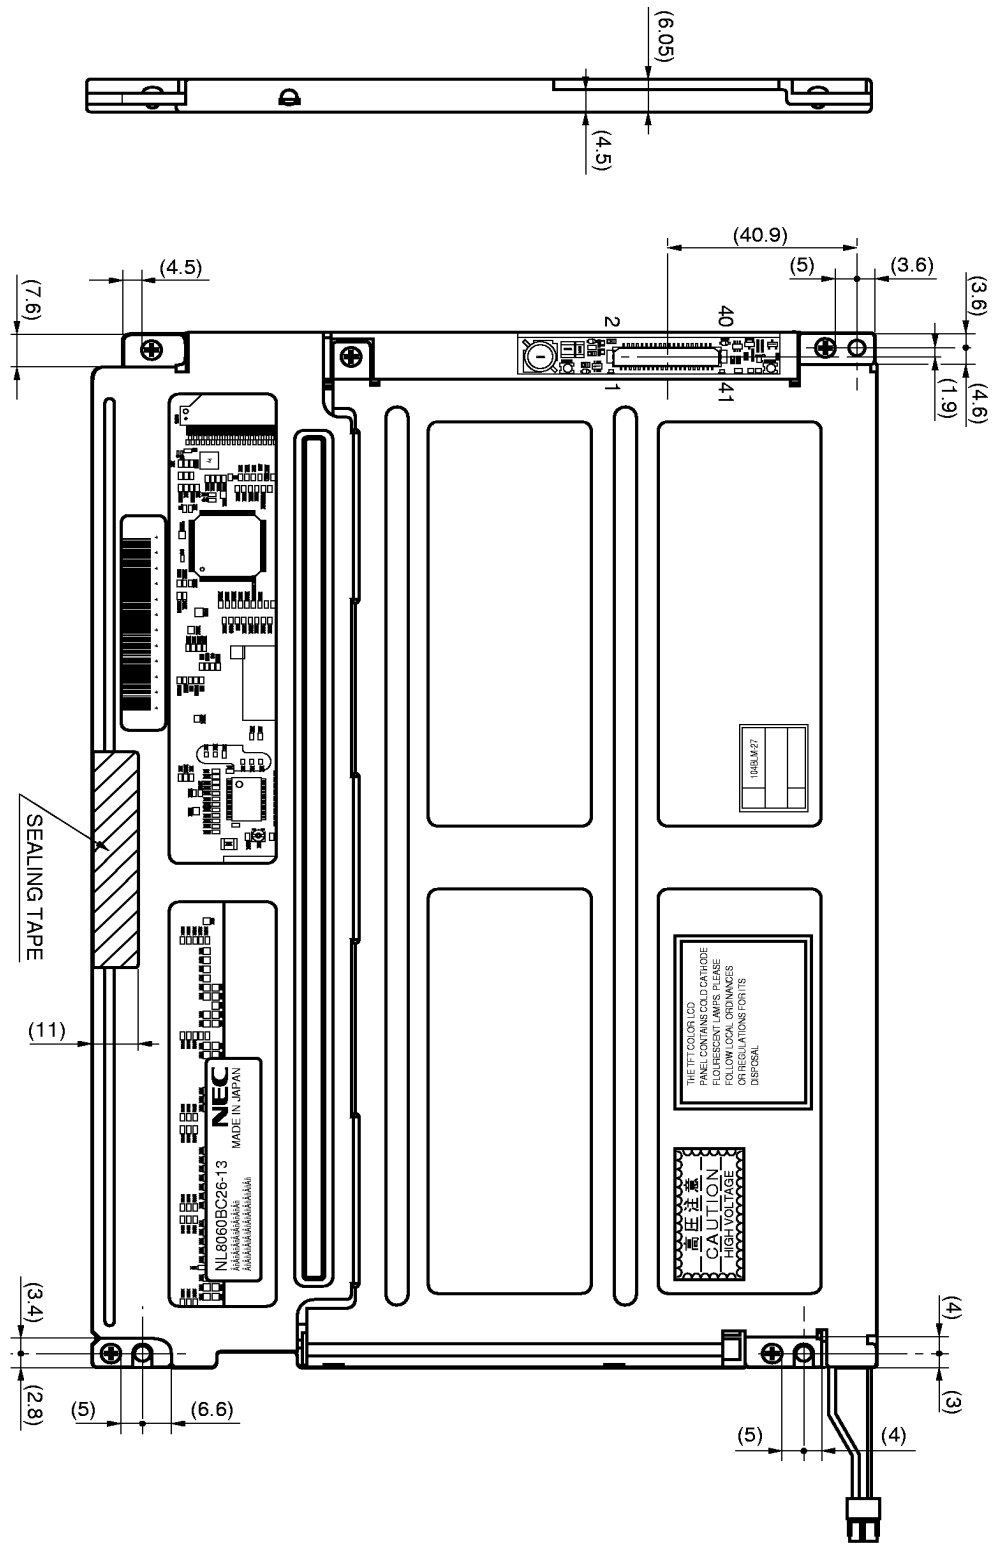 (6.05)
(4.5)
(40.9)
(4.5)
(5)
(3.6)
(7.6)
(3.6)
2
40
1
41
(1.9)
(4.6)
104BLM-27
SEALING TAPE
THE TFT COLOR LCD
PANEL CONTAINS COLD CATHODE
FLOURESCENT LAMPS. PLEASE
FOLLOW LOCAL ORDINANCES
OR REGULATIONS FOR ITS
DISPOSAL
(11)
NEC
MADE IN JAPAN
NL8060BC26-13
高圧注意
CAUTION
HIGH VOLTAGE
(3.4)
(4)
(2.8)
(3)
(5)
(6.6)
(5)
(4)